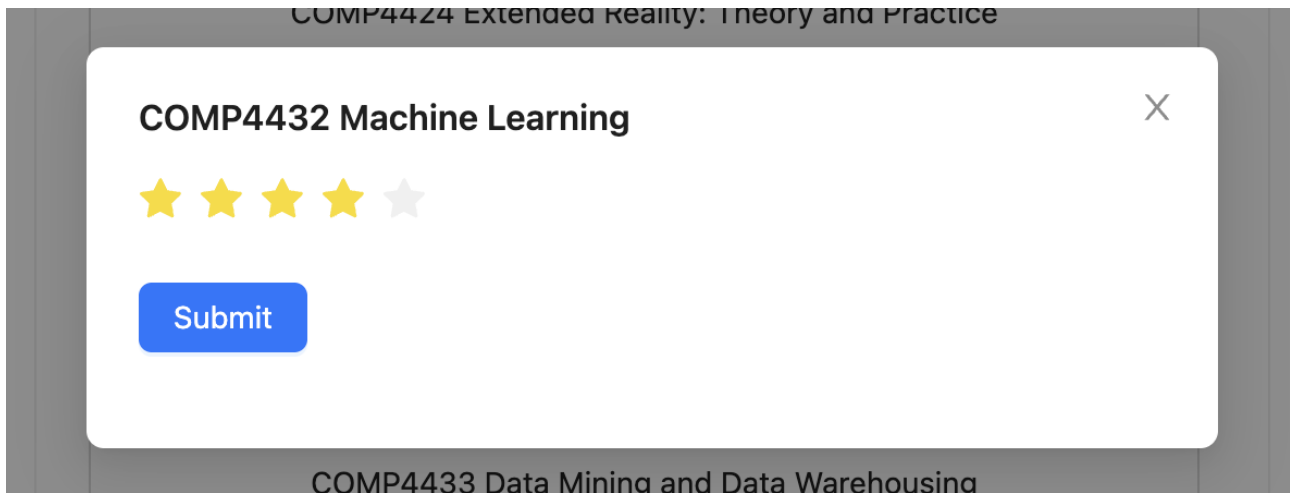 COMP4424 Extended Reality: Theory and Practice
COMP4432 Machine Learning
X
Submit
COMP4433 Data Mining and Data Warehousing